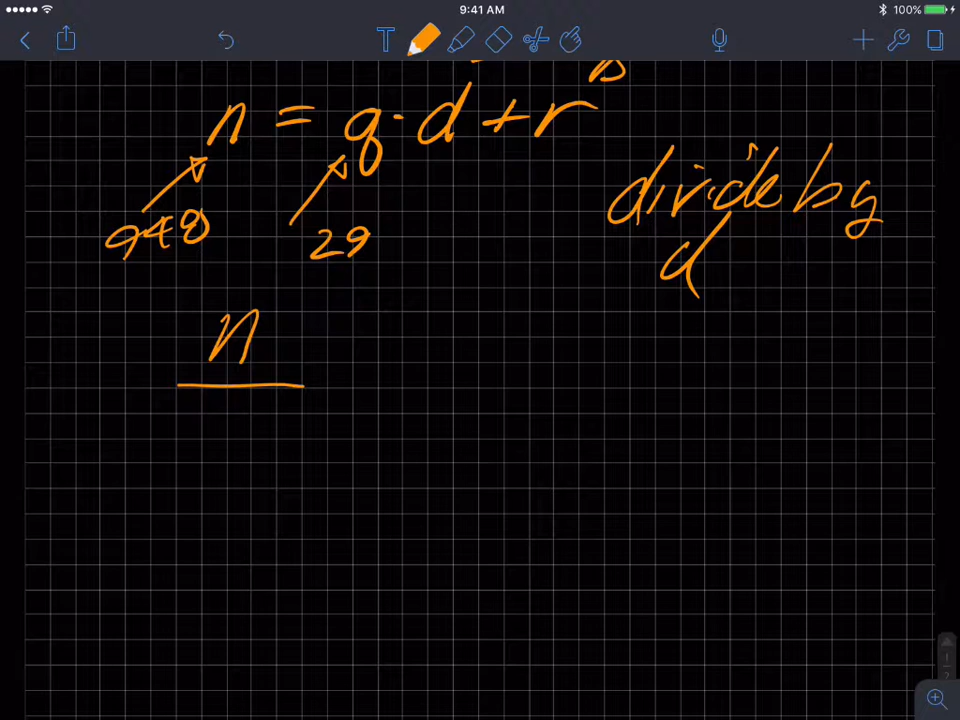 9:41 AM
100%
T
n = q · d + r
divide by
d
948
29
n